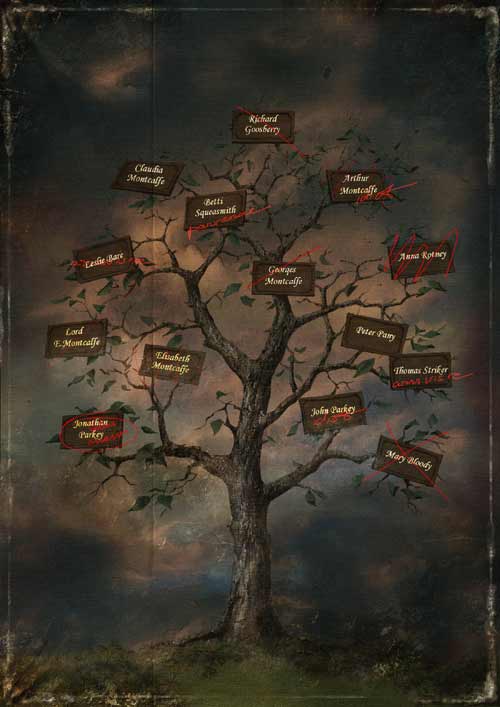 Richard
Goosberry
Claudia
Montcalfe
Arthur
Montcalfe
Betti
Squeasmith
Leslie Bare
Anna Rotney
Georges
Montcalfe
Lord
E.Montcalfe
Peter Pany
Elisabeth
Montcalfe
Thomas Striker
John Parkey
Jonathan
Parkey
Mary Bloody